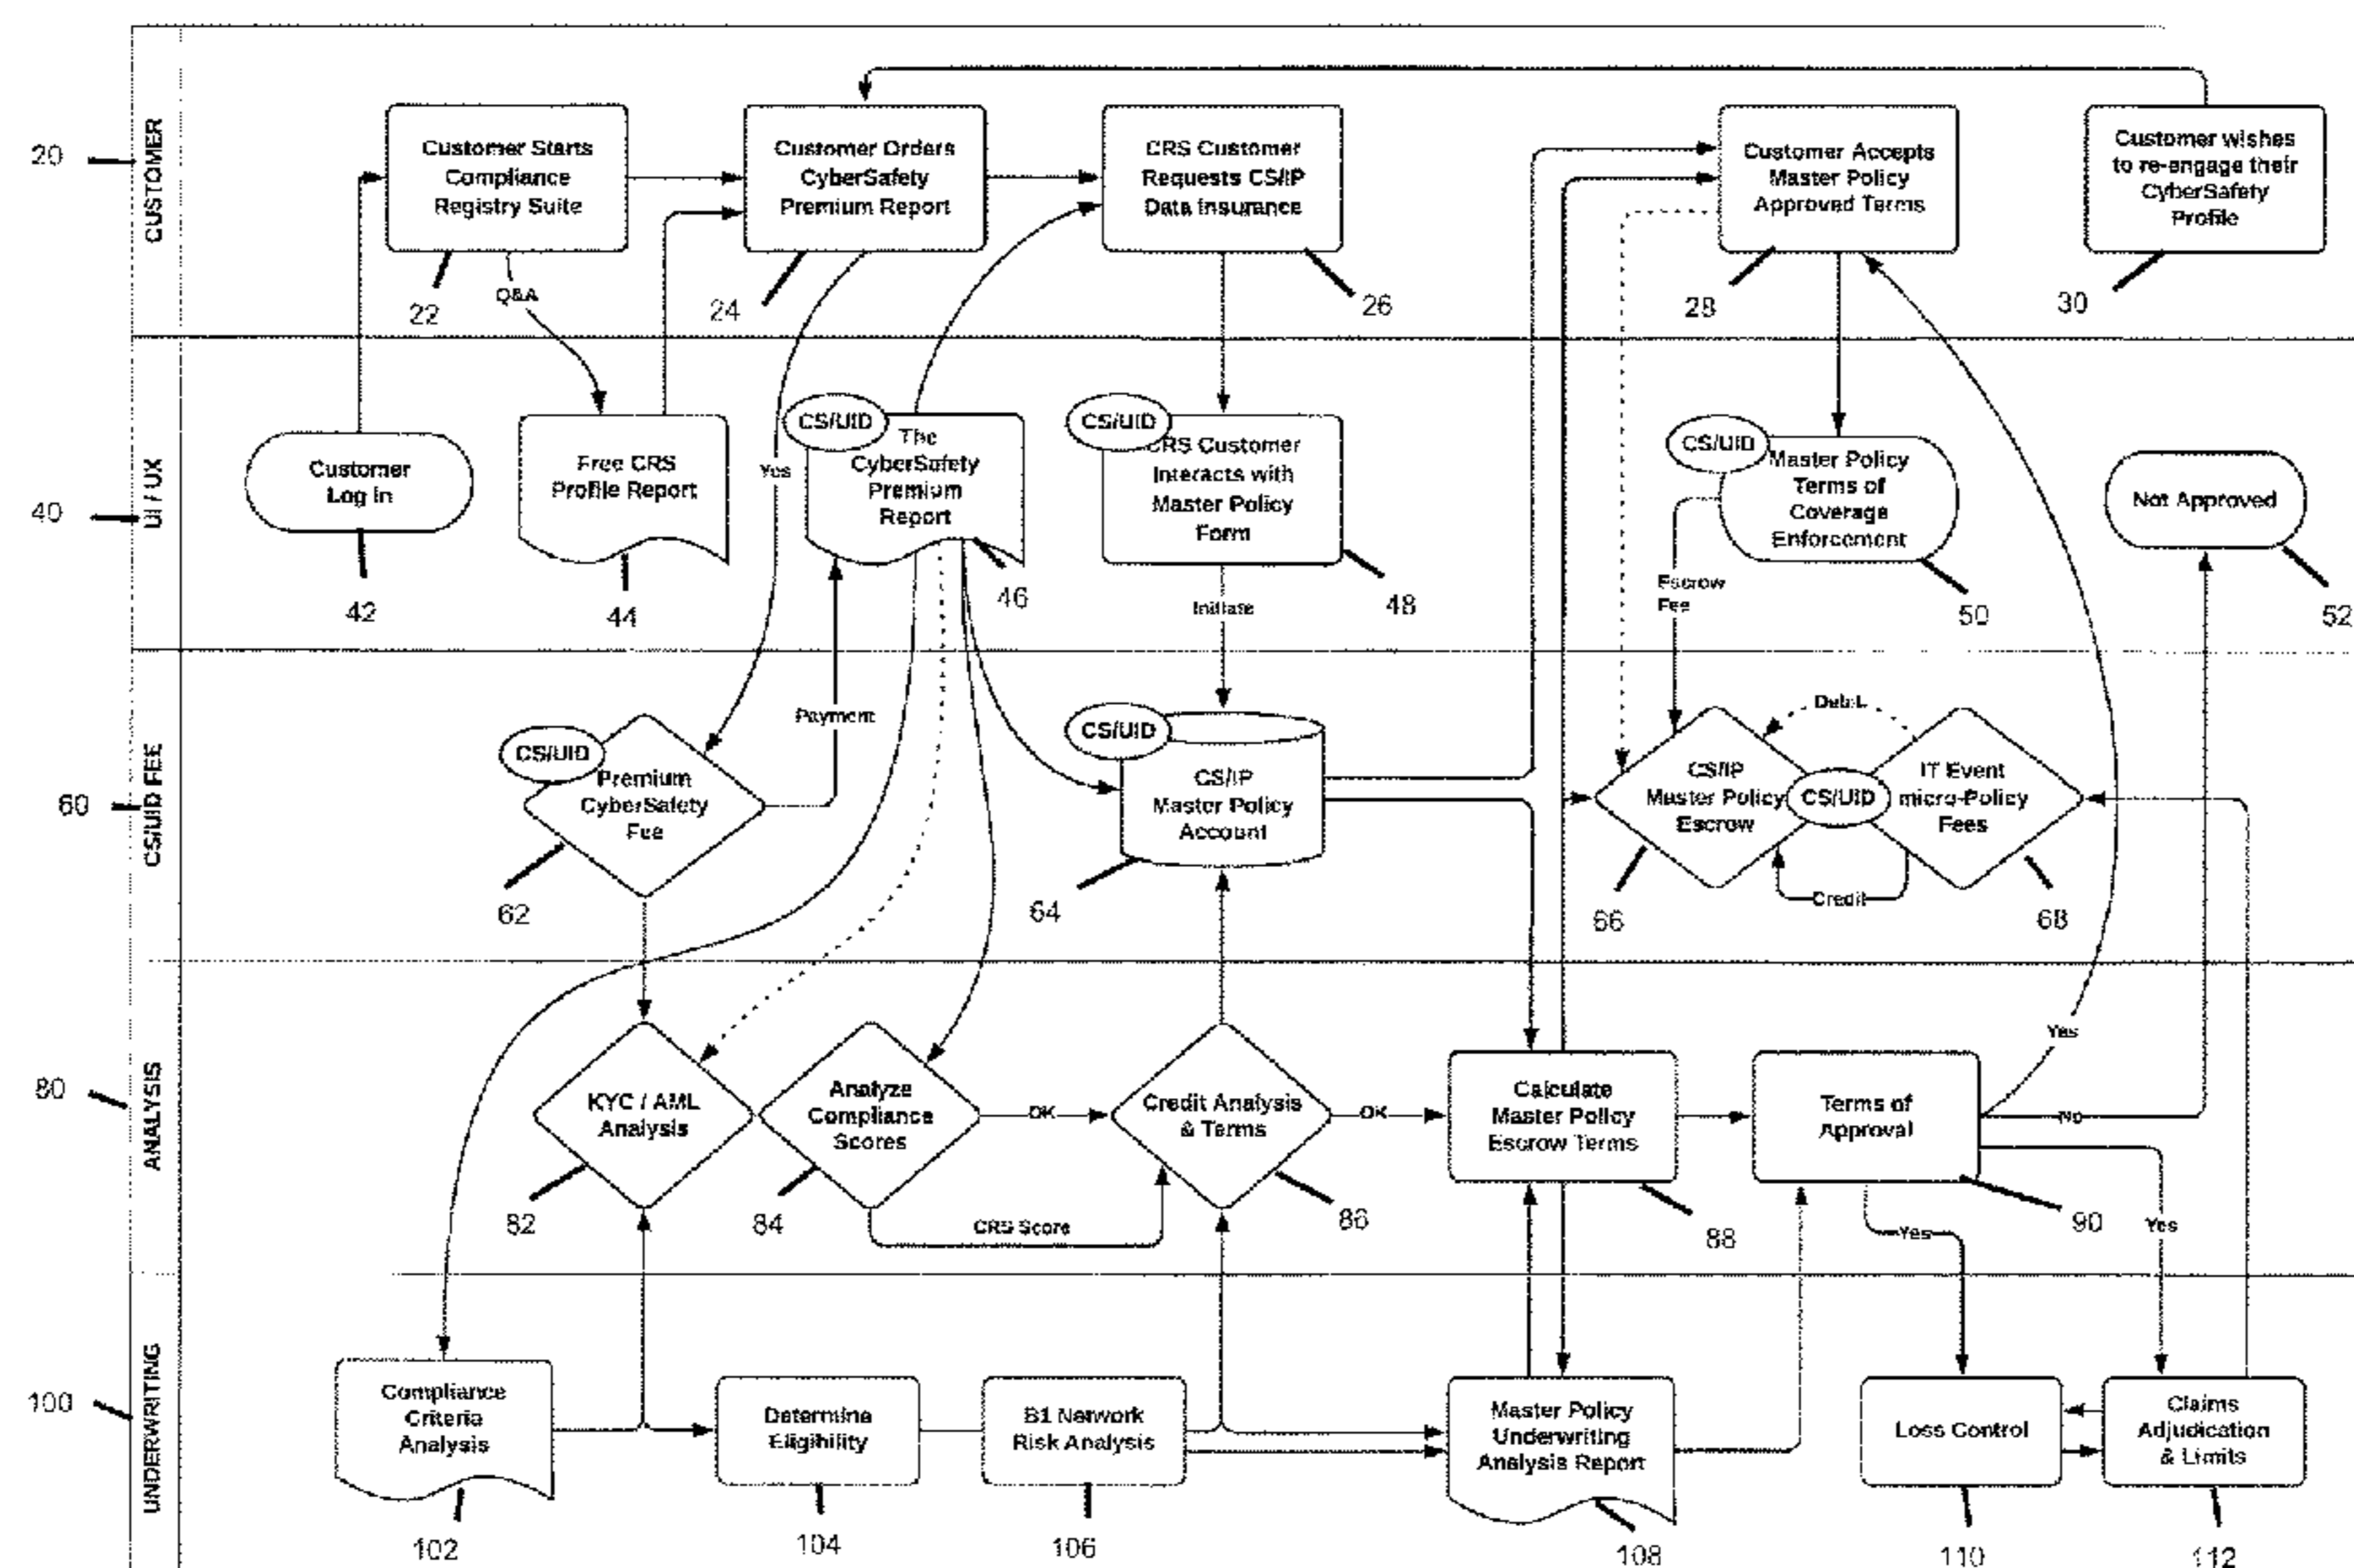 20
CUSTOMER
Customer Starts
Compliance
Registry Suite
22
Q&A
Customer Orders
CyberSafety
Premium Report
24
CRS Customer
Requests CS/IP
Data Insurance
26
Customer Accepts
Master Policy
Approved Terms
28
Customer wishes
to re-engage their
CyberSafety
Profile
30
40
UI / UX
Customer
Log In
42
Free CRS
Profile Report
44
Yes
CS/UID
The
CyberSafety
Premium
Report
46
CS/UID
CRS Customer
Interacts with
Master Policy
Form
48
Initiate
CS/UID
Master Policy
Terms of
Coverage
Enforcement
50
Escrow
Fee
Not Approved
52
60
CS/UID FEE
CS/UID
Premium
CyberSafety
Fee
62
Payment
CS/UID
CS/IP
Master Policy
Account
64
CS/IP
Master Policy
Escrow
66
CS/UID
Debit
Credit
IT Event
micro-Policy
Fees
68
80
ANALYSIS
KYC / AML
Analysis
82
Analyze
Compliance
Scores
84
OK
CRS Score
Credit Analysis
& Terms
86
OK
Calculate
Master Policy
Escrow Terms
88
Terms of
Approval
90
Yes
No
Yes
Yes
100
UNDERWRITING
Compliance
Criteria
Analysis
102
Determine
Eligibility
104
B1 Network
Risk Analysis
106
Master Policy
Underwriting
Analysis Report
108
Loss Control
110
Claims
Adjudication
& Limits
112